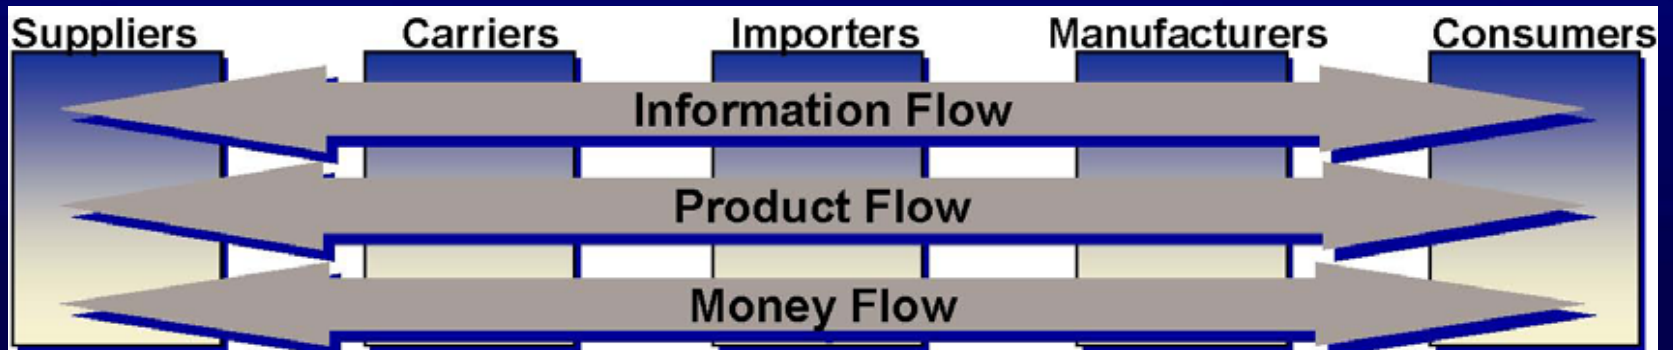 Suppliers Carriers Importers Manufacturers Consumers
Information Flow
Product Flow
Money Flow